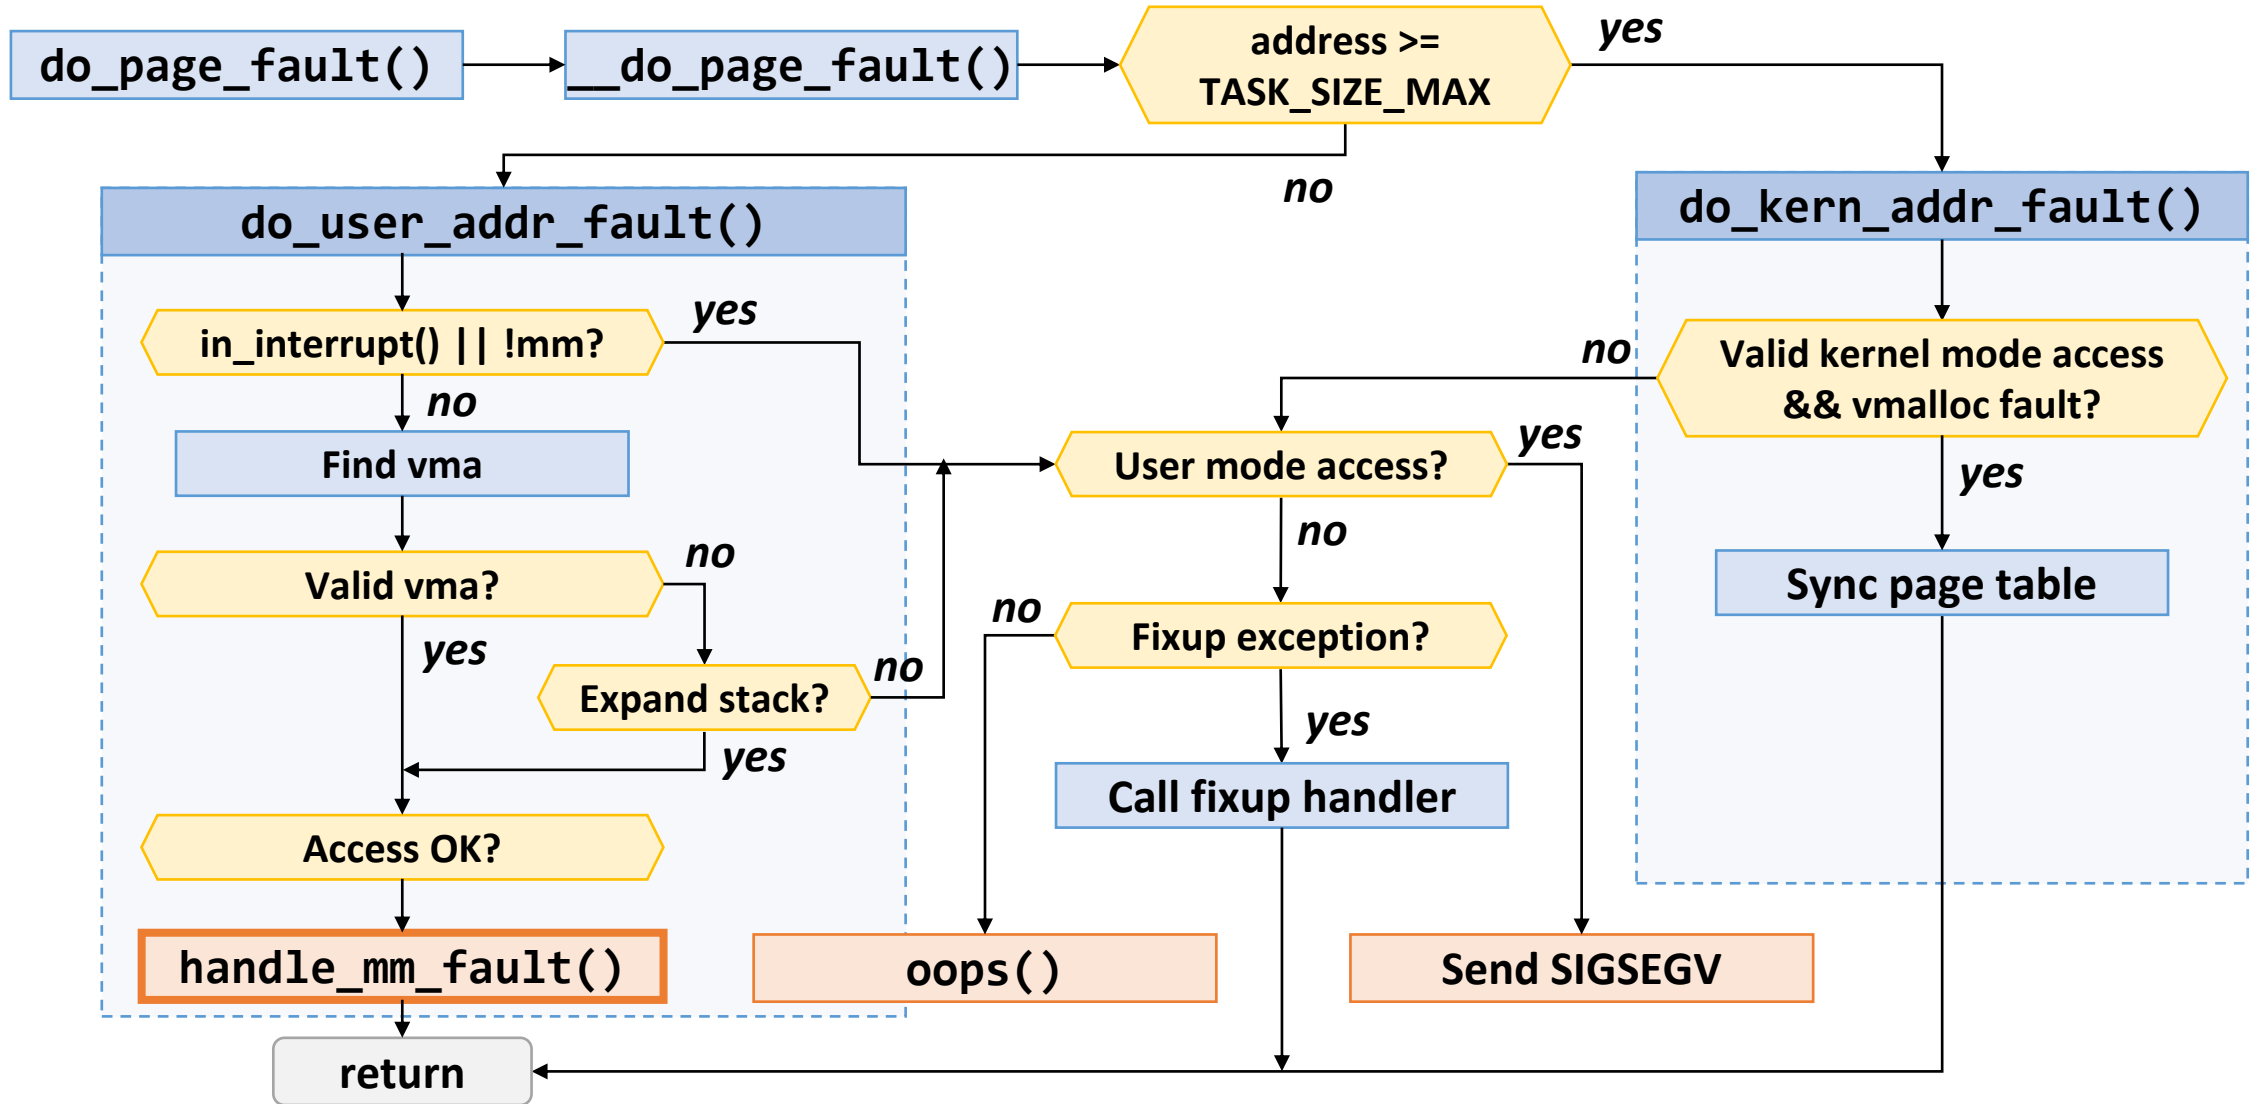 do_page_fault()
__do_page_fault()
address >=
TASK_SIZE_MAX
yes
no
do_user_addr_fault()
do_kern_addr_fault()
in_interrupt() || !mm?
yes
no
Find vma
Valid vma?
no
yes
Expand stack?
no
yes
Access OK?
handle_mm_fault()
return
Valid kernel mode access
&& vmalloc fault?
no
yes
Sync page table
User mode access?
yes
no
Fixup exception?
no
yes
Call fixup handler
oops()
Send SIGSEGV